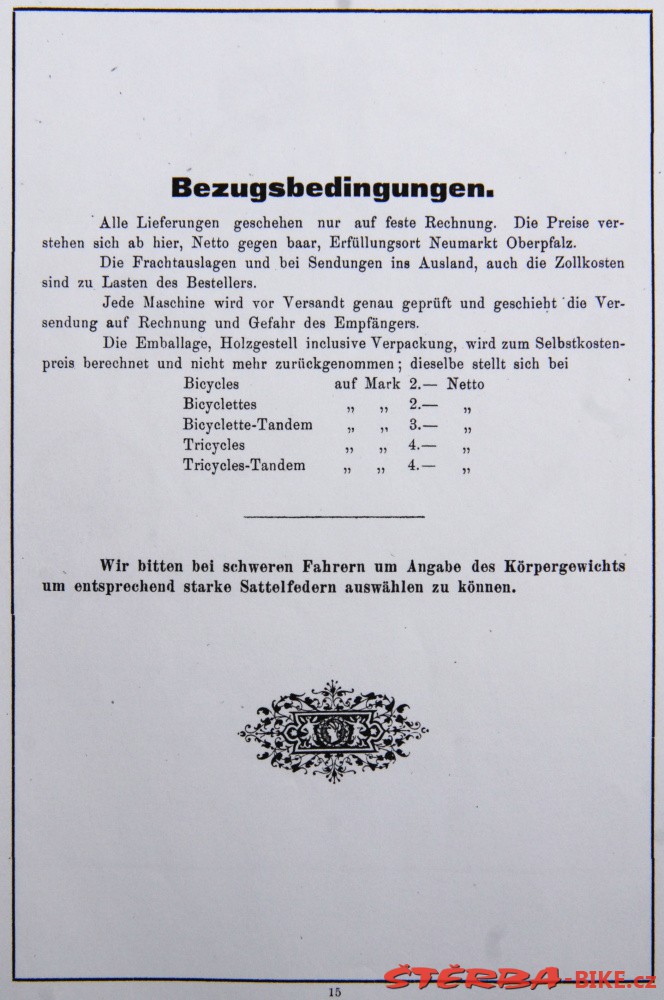 Bezugsbedingungen.
Alle Lieferungen geschehen nur auf feste Rechnung. Die Preise ver-
stehen sich ab hier, Netto gegen baar, Erfüllungsort Neumarkt Oberpfalz.
Die Frachtauslagen und bei Sendungen ins Ausland, auch die Zollkosten
sind zu Lasten des Bestellers.
Jede Maschine wird vor Versandt genau geprüft und geschieht die Ver-
sendung auf Rechnung und Gefahr des Empfängers.
Die Emballage, Holzgestell inclusive Verpackung, wird zum Selbstkosten-
preis berechnet und nicht mehr zurückgenommen; dieselbe stellt sich bei
Bicycles auf Mark 2.— Netto
Bicyclettes „ „ 2.— „
Bicyclette-Tandem „ „ 3.— „
Tricycles „ „ 4.— „
Tricycles-Tandem „ „ 4.— „
Wir bitten bei schweren Fahrern um Angabe des Körpergewichts
um entsprechend starke Sattelfedern auswählen zu können.
15
ŠTĚRBA-BIKE.cz